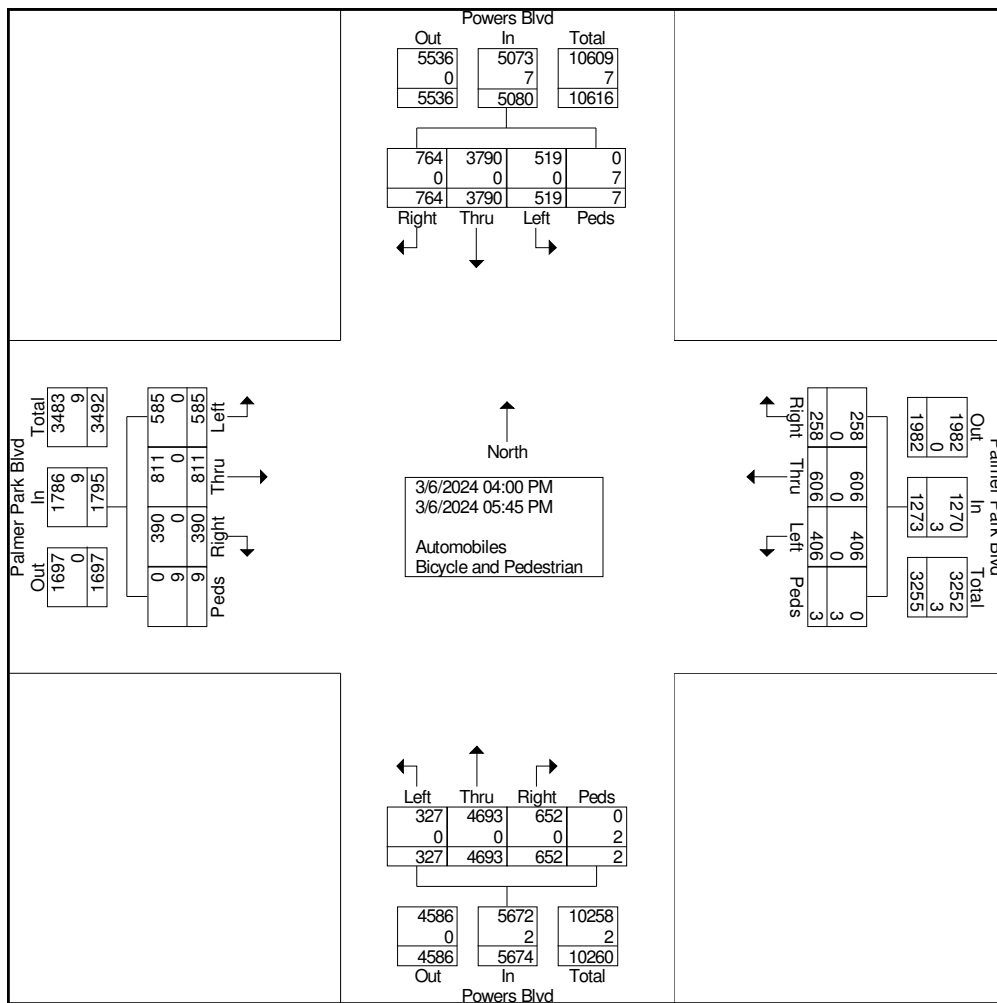 Powers Blvd
Out In Total
5536 5073 10609
0 7 7
5536 5080 10616
764 3790 519 0
0 0 0 7
764 3790 519 7
Right Thru Left Peds
Palmer Park Blvd
Out In Total
1697 1786 3483
0 9 9
1697 1795 3492
Peds Right Thru Left
0 390 811 585
9 0 0 0
9 390 811 585
North
3/6/2024 04:00 PM
3/6/2024 05:45 PM
Automobiles
Bicycle and Pedestrian
Palmer Park Blvd
Out In Total
1982 1270 3252
0 3 3
1982 1273 3255
258 606 406 0
0 0 0 3
258 606 406 3
Right Thru Left Peds
Left Thru Right Peds
327 4693 652 0
0 0 0 2
327 4693 652 2
4586 5672 10258
0 2 2
4586 5674 10260
Out In Total
Powers Blvd